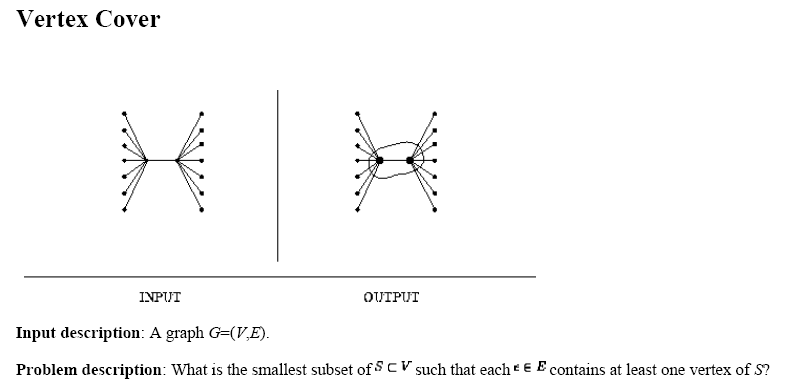 Vertex Cover
INPUT
OUTPUT
Input description: A graph G=(V,E).
Problem description: What is the smallest subset of S ⊂ V such that each e ∈ E contains at least one vertex of S?